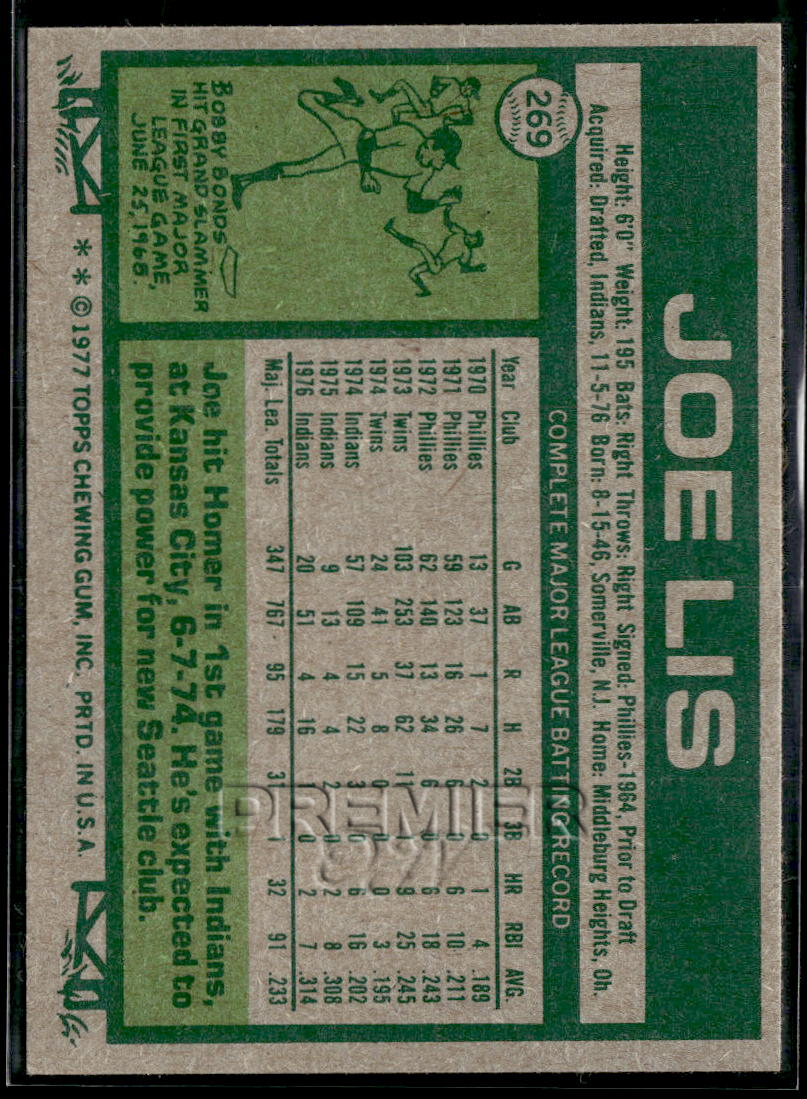 JOE LIS
269
Height: 6'0" Weight: 195 Bats: Right Throws: Right Signed: Phillies-1964, Prior to Draft
Acquired: Drafted, Indians, 11-5-76 Born: 8-15-46, Somerville, N.J. Home: Middleburg Heights, Oh.
COMPLETE MAJOR LEAGUE BATTING RECORD
Year Club G AB R H 2B 3B HR RBI AVG.
1970 Phillies 13 37 1 7 2 0 1 4 .189
1971 Phillies 59 123 16 26 6 0 6 10 .211
1972 Phillies 62 140 13 34 6 0 6 18 .243
1973 Twins 103 253 37 62 11 9 25 .245
1974 Twins 24 41 5 8 0 0 0 3 .195
1974 Indians 57 109 15 22 3 0 6 16 .202
1975 Indians 9 13 4 4 2 0 2 8 .308
1976 Indians 20 51 4 16 1 0 2 7 .314
Maj. Lea. Totals 347 767 95 179 31 1 32 91 .233
BOBBY BONDS
HIT GRAND SLAMMER
IN FIRST MAJOR
LEAGUE GAME,
JUNE 25, 1968.
Joe hit Homer in 1st game with Indians,
at Kansas City, 6-7-74. He's expected to
provide power for new Seattle club.
* * © 1977 TOPPS CHEWING GUM, INC. PRTD. IN U.S.A.
PREMIER